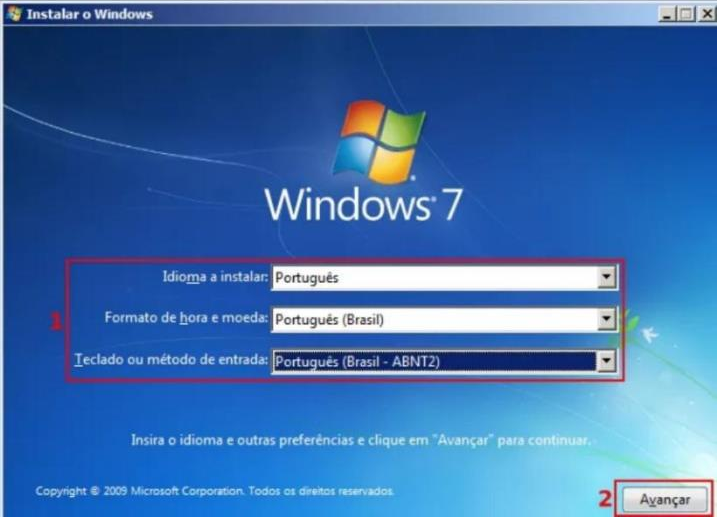 Instalar o Windows
Windows 7
1
Idioma a instalar: Português
Formato de hora e moeda: Português (Brasil)
Teclado ou método de entrada: Português (Brasil - ABNT2)
Insira o idioma e outras preferências e clique em "Avançar" para continuar.
Copyright © 2009 Microsoft Corporation. Todos os direitos reservados.
2 Avançar